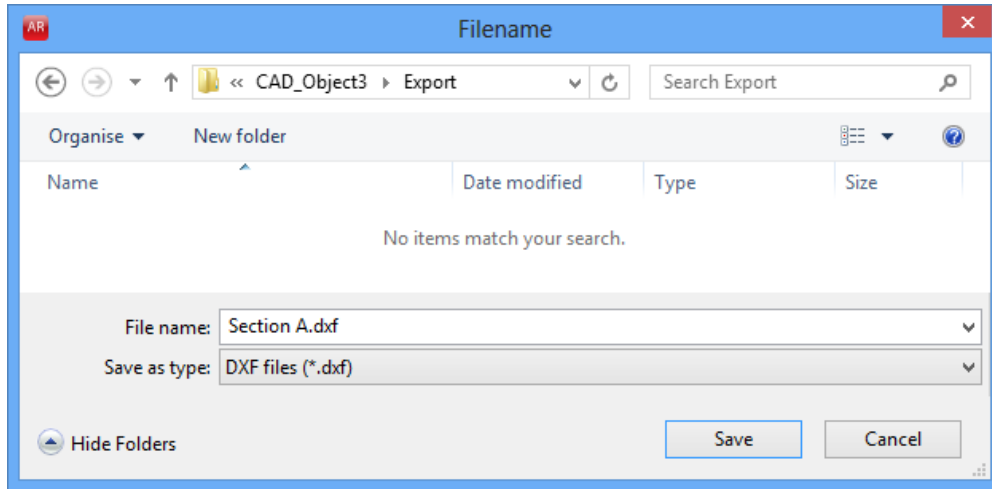 AR Filename
« CAD_Object3 Export Search Export
Organise New folder
Name Date modified Type Size
No items match your search.
File name: Section A.dxf
Save as type: DXF files (*.dxf)
Hide Folders Save Cancel